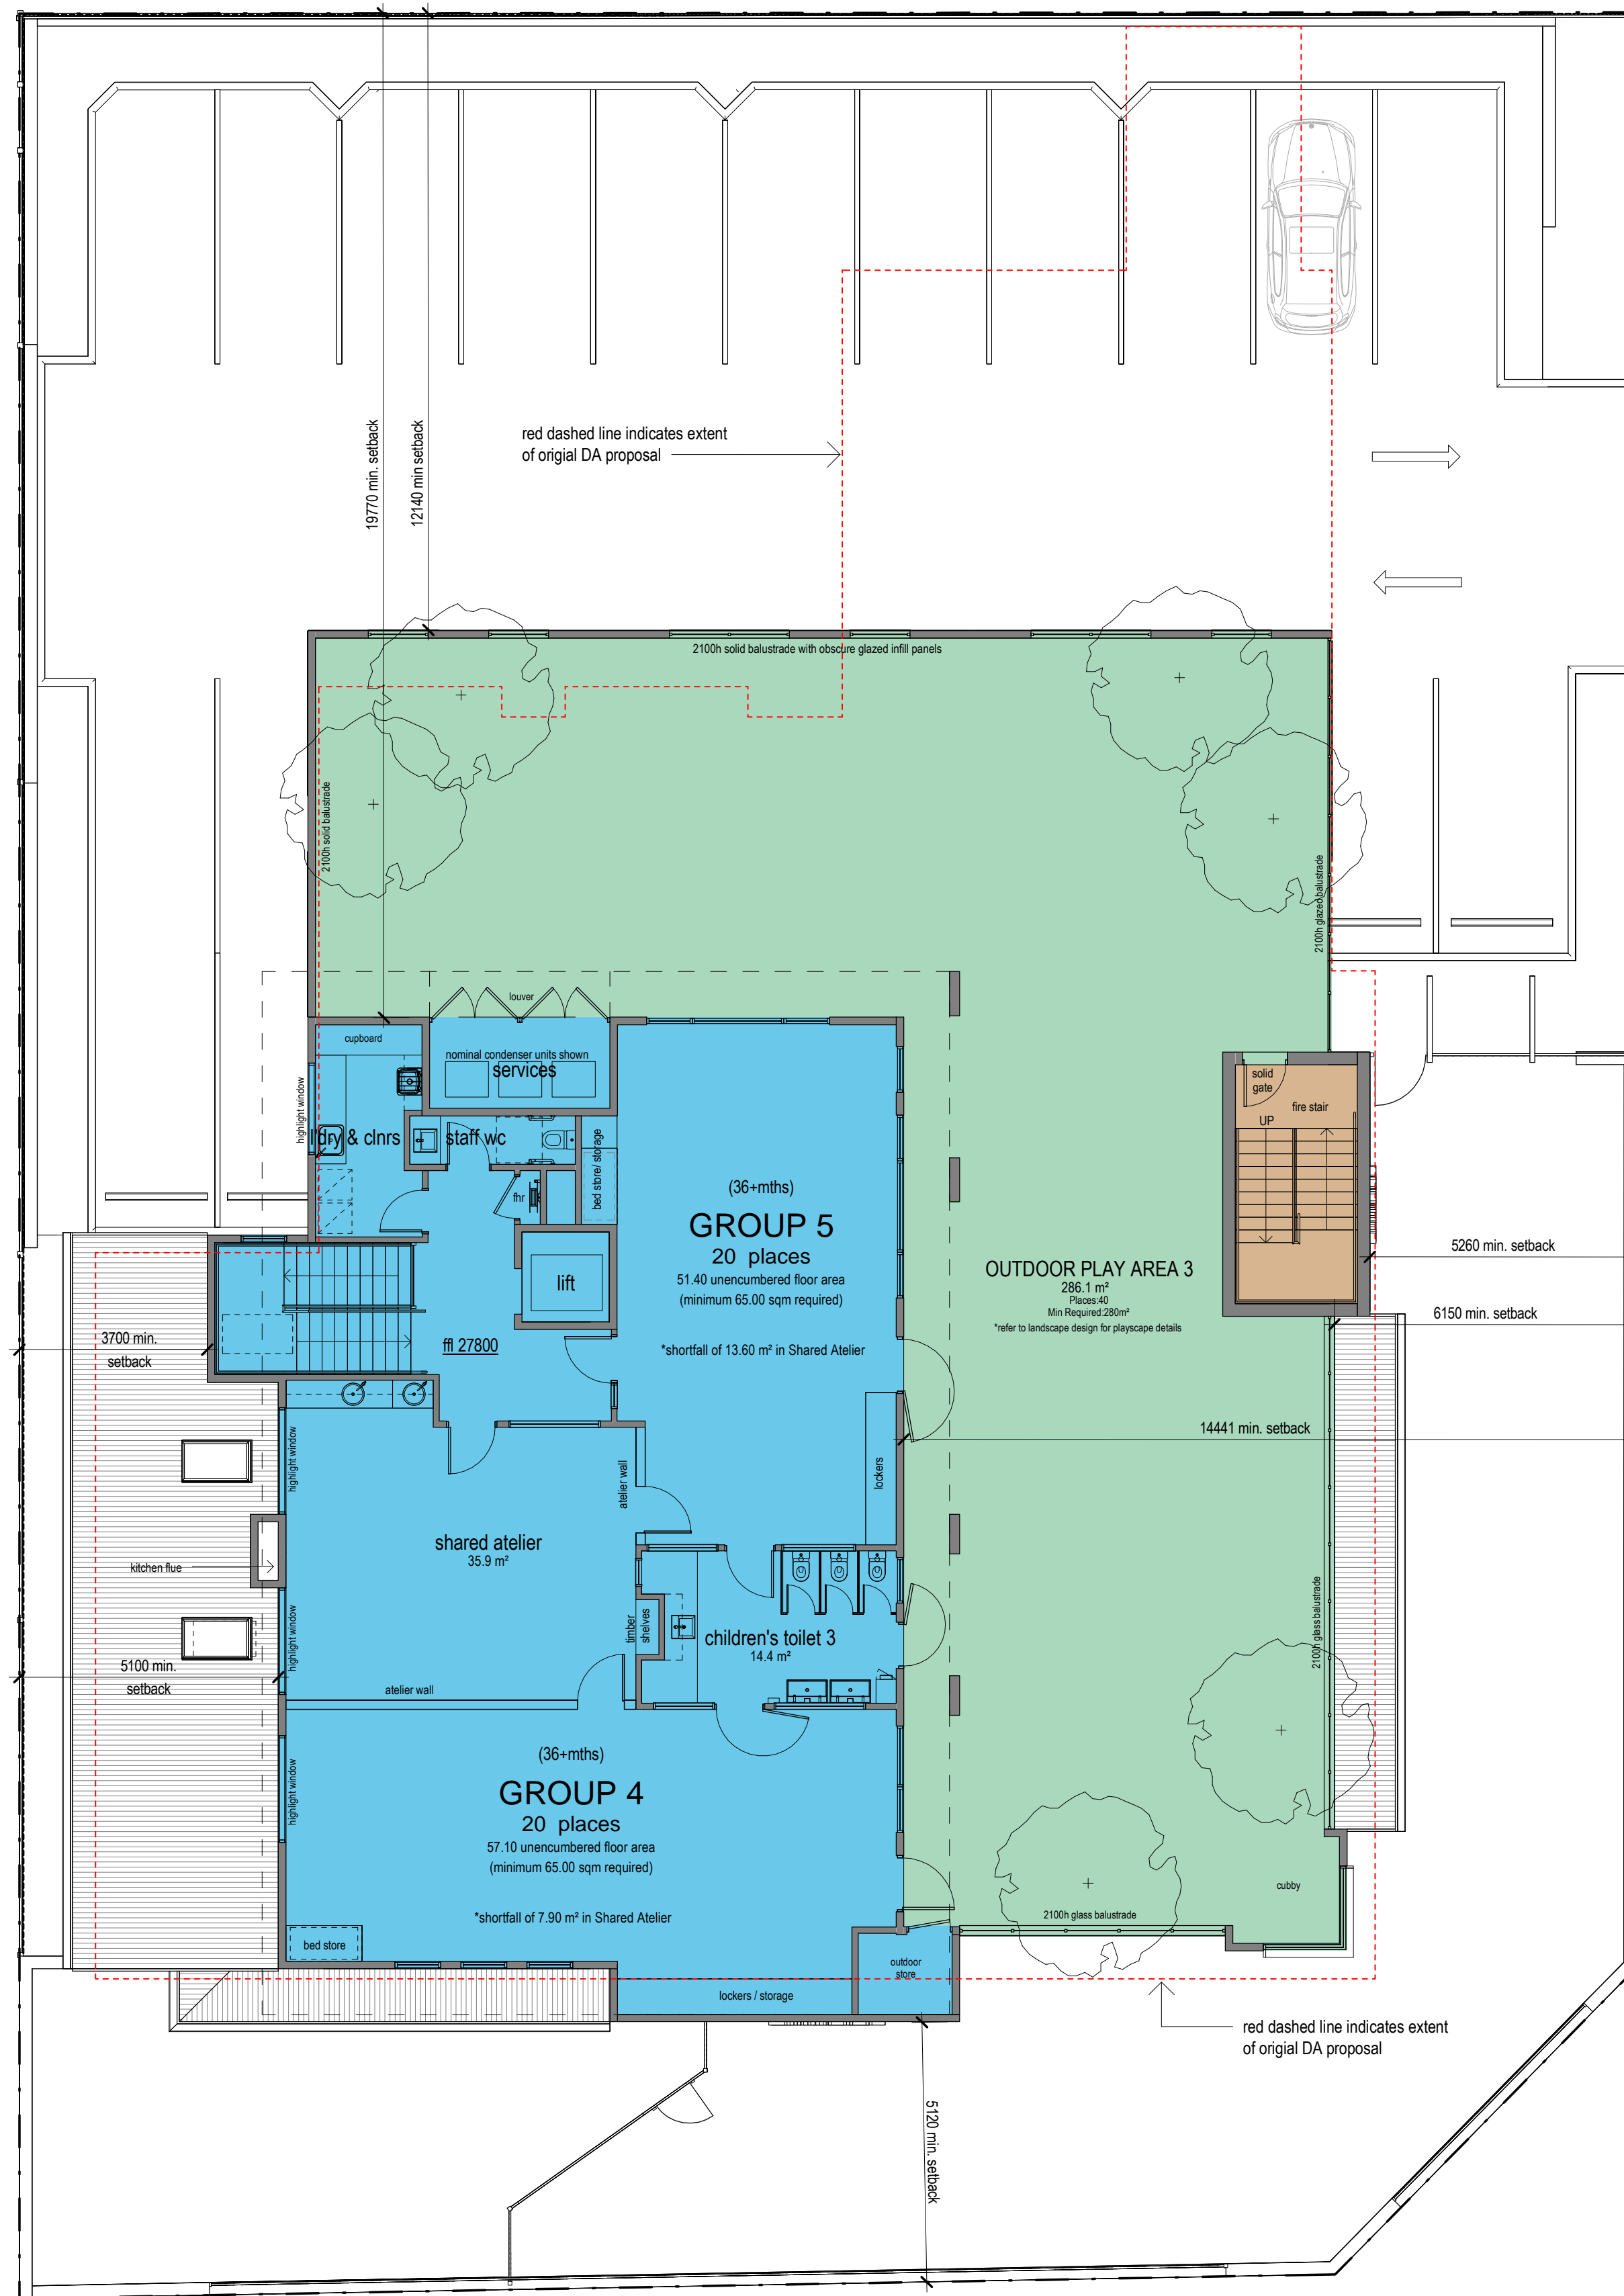 19770 min. setback
12140 min setback
red dashed line indicates extent
of origial DA proposal
2100h solid balustrade with obscure glazed infill panels
2100h solid balustrade
2100h glazed balustrade
louver
cupboard
nominal condenser units shown
services
highlight window
l'dry & clnrs
staff wc
bed store/ storage
fhr
lift
(36+mths)
GROUP 5
20 places
51.40 unencumbered floor area
(minimum 65.00 sqm required)
*shortfall of 13.60 m² in Shared Atelier
solid
gate
fire stair
UP
OUTDOOR PLAY AREA 3
286.1 m²
Places:40
Min Required:280m²
*refer to landscape design for playscape details
5260 min. setback
6150 min. setback
3700 min.
setback
ffl 27800
14441 min. setback
highlight window
atelier wall
lockers
shared atelier
35.9 m²
kitchen flue
highlight window
timber
shelves
children's toilet 3
14.4 m²
2100h glass balustrade
5100 min.
setback
atelier wall
highlight window
(36+mths)
GROUP 4
20 places
57.10 unencumbered floor area
(minimum 65.00 sqm required)
*shortfall of 7.90 m² in Shared Atelier
bed store
2100h glass balustrade
cubby
outdoor
store
lockers / storage
red dashed line indicates extent
of origial DA proposal
5120 min. setback